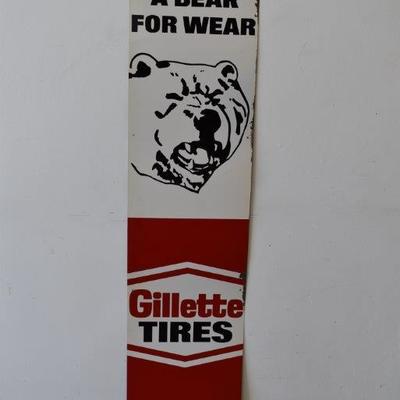 A BEAR
FOR WEAR
Gillette
TIRES